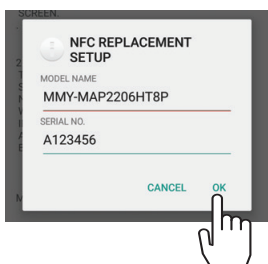 SCREEN.
NFC REPLACEMENT
SETUP
MODEL NAME
MMY-MAP2206HT8P
SERIAL NO.
A123456
CANCEL OK